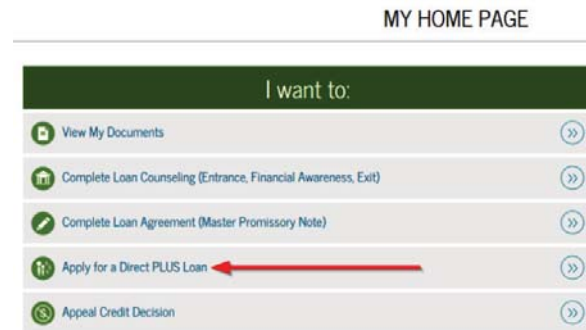 MY HOME PAGE
I want to:
View My Documents
Complete Loan Counseling (Entrance, Financial Awareness, Exit)
Complete Loan Agreement (Master Promissory Note)
Apply for a Direct PLUS Loan
Appeal Credit Decision